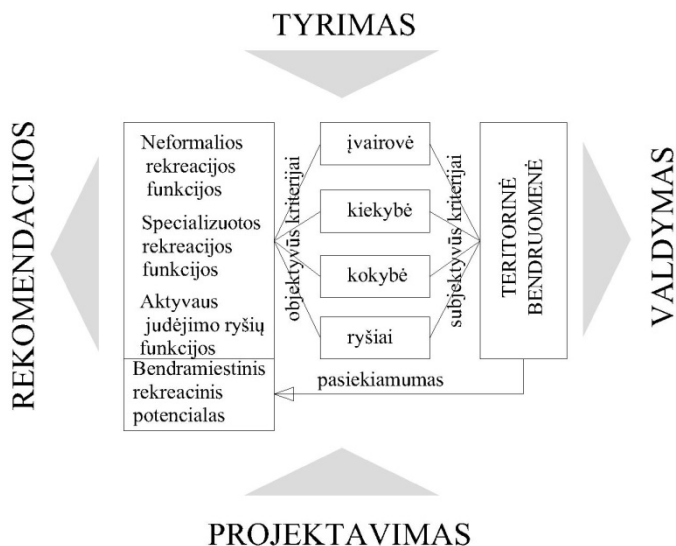 TYRIMAS
REKOMENDACIJOS
Neformalios
rekreacijos
funkcijos
Specializuotos
rekreacijos
funkcijos
Aktyvaus
judėjimo ryšių
funkcijos
Bendramiestinis
rekreacinis
potencialas
objektyvūs kriterijai
įvairovė
kiekybė
kokybė
ryšiai
subjektyvūs kriterijai
TERITORINĖ
BENDRUOMENĖ
pasiekiamumas
VALDYMAS
PROJEKTAVIMAS